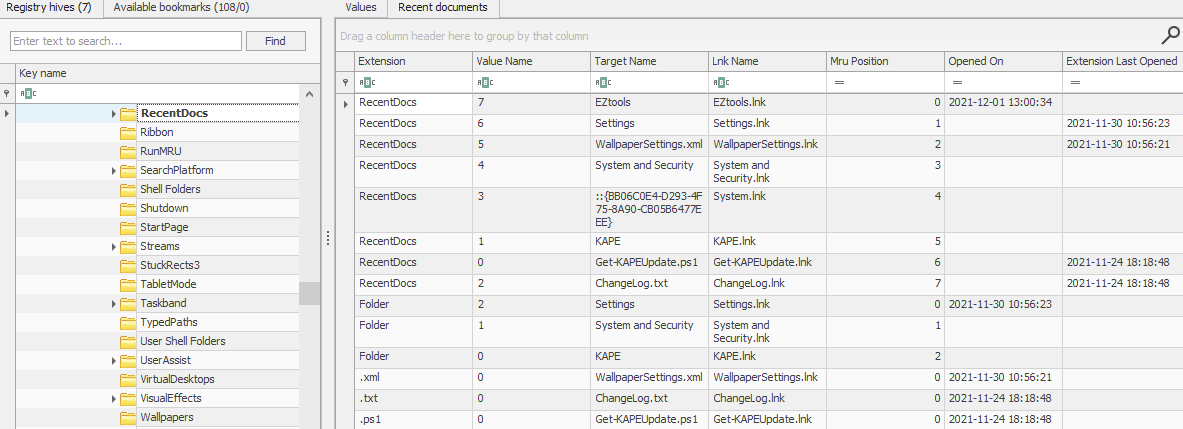 Registry hives (7) Available bookmarks (108/0) Values Recent documents
Enter text to search... Find
Key name
RecentDocs
Ribbon
RunMRU
SearchPlatform
Shell Folders
Shutdown
StartPage
Streams
StuckRects3
TabletMode
Taskband
TypedPaths
User Shell Folders
UserAssist
VirtualDesktops
VisualEffects
Wallpapers
Drag a column header here to group by that column
Extension Value Name Target Name Lnk Name Mru Position Opened On Extension Last Opened
RecentDocs 7 EZtools EZtools.lnk 0 2021-12-01 13:00:34
RecentDocs 6 Settings Settings.lnk 1 2021-11-30 10:56:23
RecentDocs 5 WallpaperSettings.xml WallpaperSettings.lnk 2 2021-11-30 10:56:21
RecentDocs 4 System and Security System and 3
Security.lnk
RecentDocs 3 ::{BB06C0E4-D293-4F System.lnk 4
75-8A90-CB05B6477E
EE}
RecentDocs 1 KAPE KAPE.lnk 5
RecentDocs 0 Get-KAPEUpdate.ps1 Get-KAPEUpdate.lnk 6 2021-11-24 18:18:48
RecentDocs 2 ChangeLog.txt ChangeLog.lnk 7 2021-11-24 18:18:48
Folder 2 Settings Settings.lnk 0 2021-11-30 10:56:23
Folder 1 System and Security System and 1
Security.lnk
Folder 0 KAPE KAPE.lnk 2
.xml 0 WallpaperSettings.xml WallpaperSettings.lnk 0 2021-11-30 10:56:21
.txt 0 ChangeLog.txt ChangeLog.lnk 0 2021-11-24 18:18:48
.ps1 0 Get-KAPEUpdate.ps1 Get-KAPEUpdate.lnk 0 2021-11-24 18:18:48